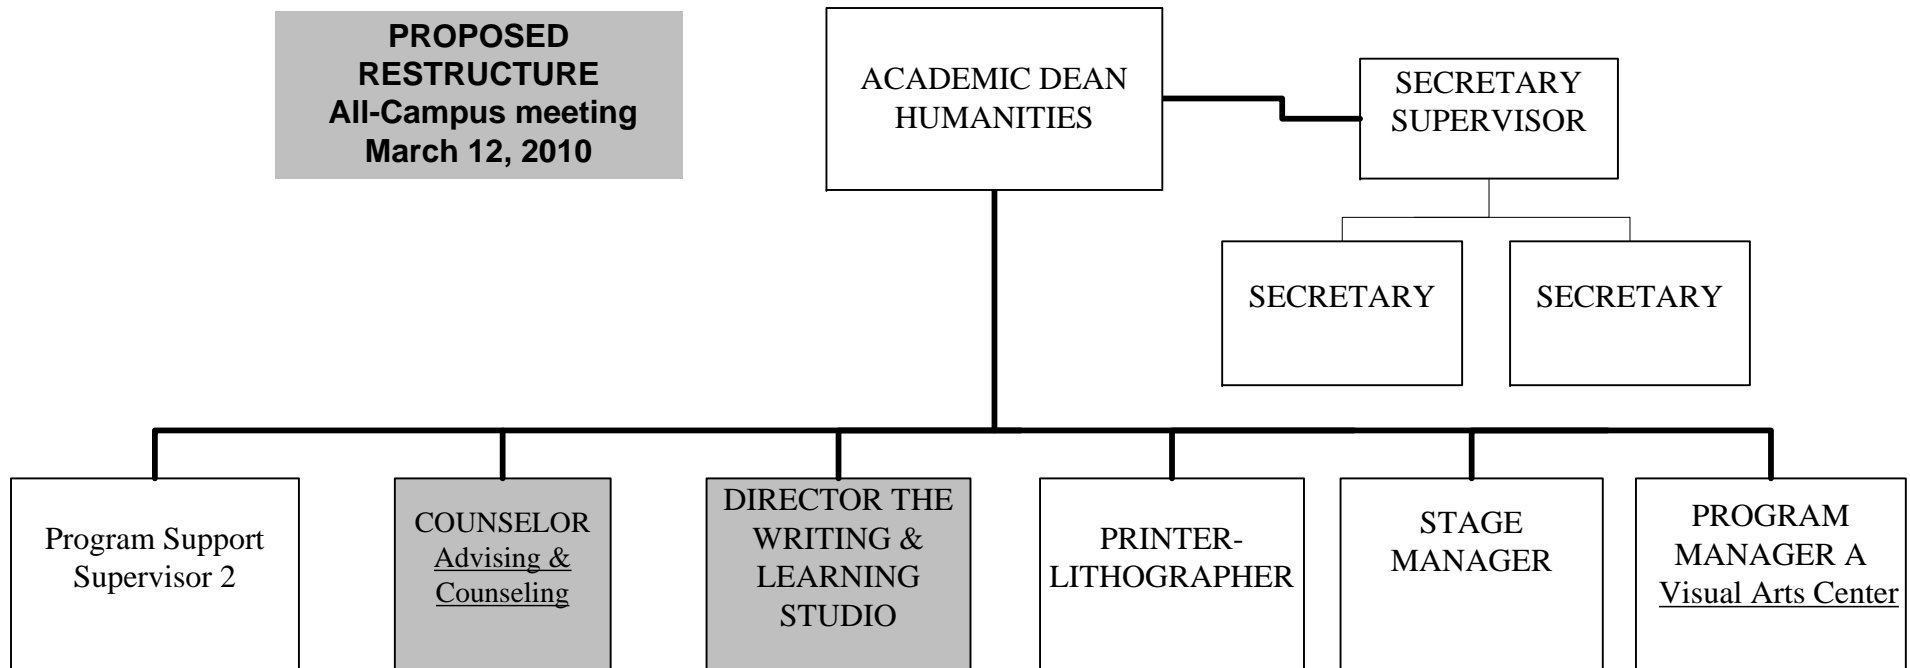 PROPOSED
RESTRUCTURE
All-Campus meeting
March 12, 2010
ACADEMIC DEAN
HUMANITIES
SECRETARY
SUPERVISOR
SECRETARY
SECRETARY
Program Support
Supervisor 2
COUNSELOR
Advising &
Counseling
DIRECTOR THE
WRITING &
LEARNING
STUDIO
PRINTER-
LITHOGRAPHER
STAGE
MANAGER
PROGRAM
MANAGER A
Visual Arts Center